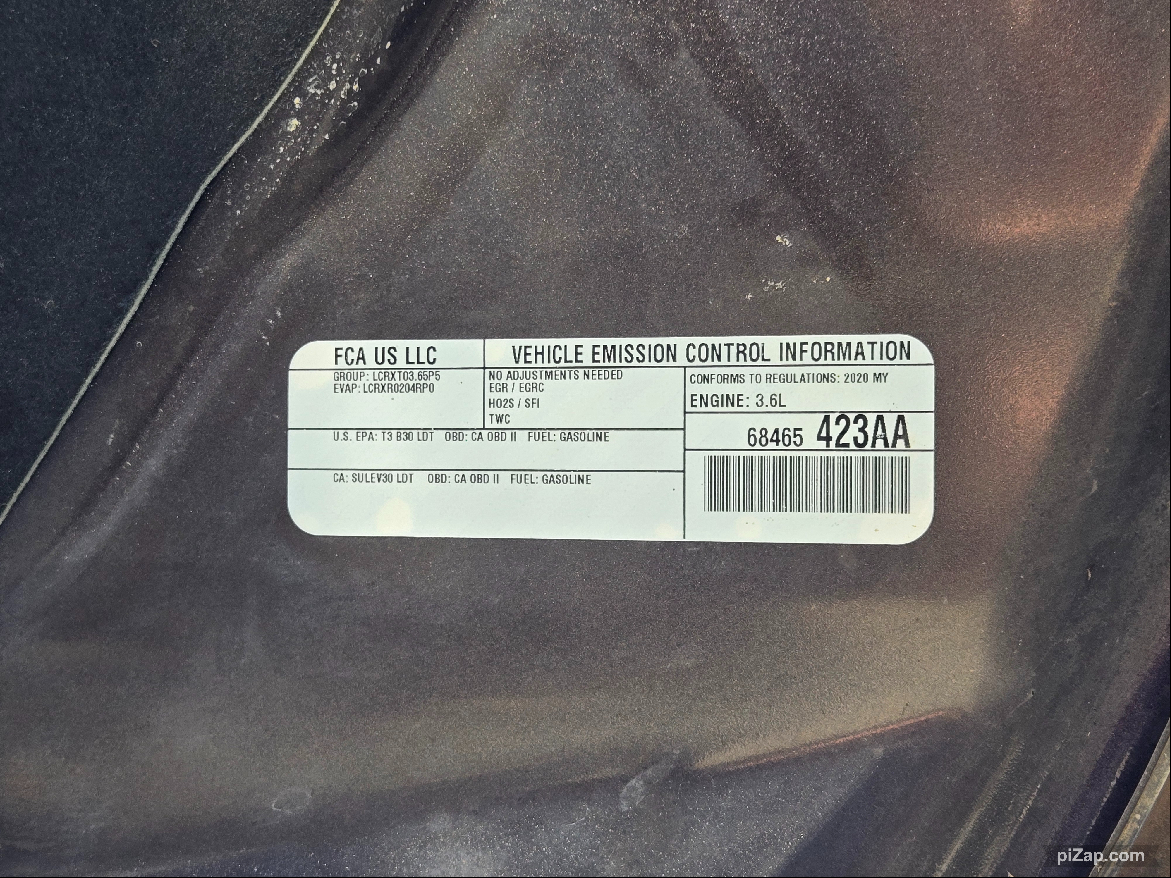 FCA US LLC
VEHICLE EMISSION CONTROL INFORMATION
GROUP: LCRXT03.65P5
EVAP: LCRXR0204RP0
NO ADJUSTMENTS NEEDED
EGR / EGRC
HO2S / SFI
TWC
CONFORMS TO REGULATIONS: 2020 MY
ENGINE: 3.6L
U.S. EPA: T3 B30 LDT OBD: CA OBD II FUEL: GASOLINE
68465 423AA
CA: SULEV30 LDT OBD: CA OBD II FUEL: GASOLINE
piZap.com